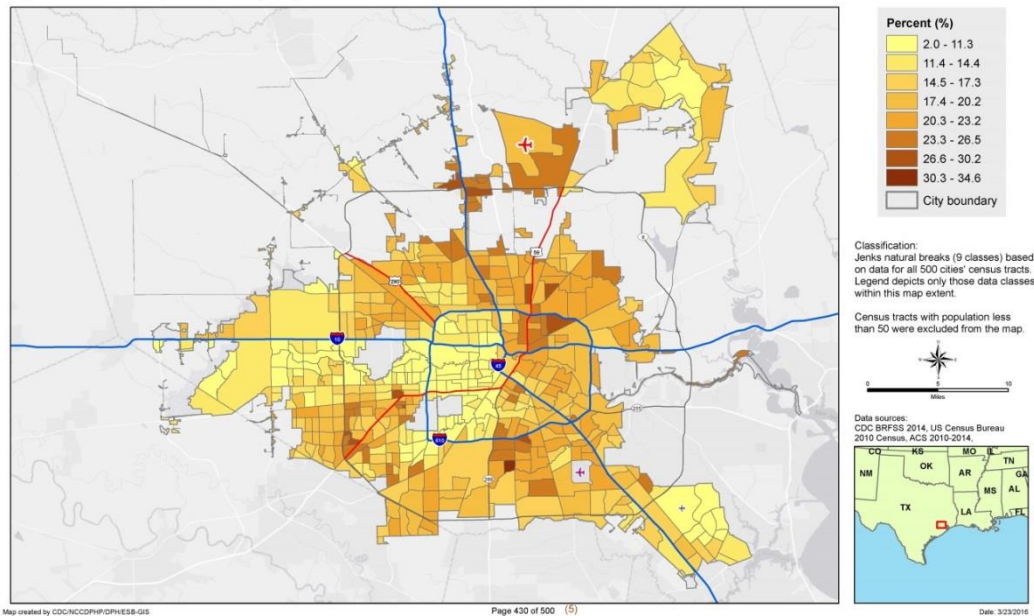 Percent (%)
2.0 - 11.3
11.4 - 14.4
14.5 - 17.3
17.4 - 20.2
20.3 - 23.2
23.3 - 26.5
26.6 - 30.2
30.3 - 34.6
City boundary
Classification:
Jenks natural breaks (9 classes) based
on data for all 500 cities' census tracts.
Legend depicts only those data classes
within this map extent.
Census tracts with population less
than 50 were excluded from the map.
0 5 10
Miles
Data sources:
CDC BRFSS 2014, US Census Bureau
2010 Census, ACS 2010-2014,
290
59
10
45
610
CO
KS
MO
IL
NM
OK
AR
TN
GA
MS
AL
TX
LA
FL
Map created by CDC/NCCDPHP/DPH/ESB-GIS
Page 430 of 500 (5)
Date: 3/23/2016